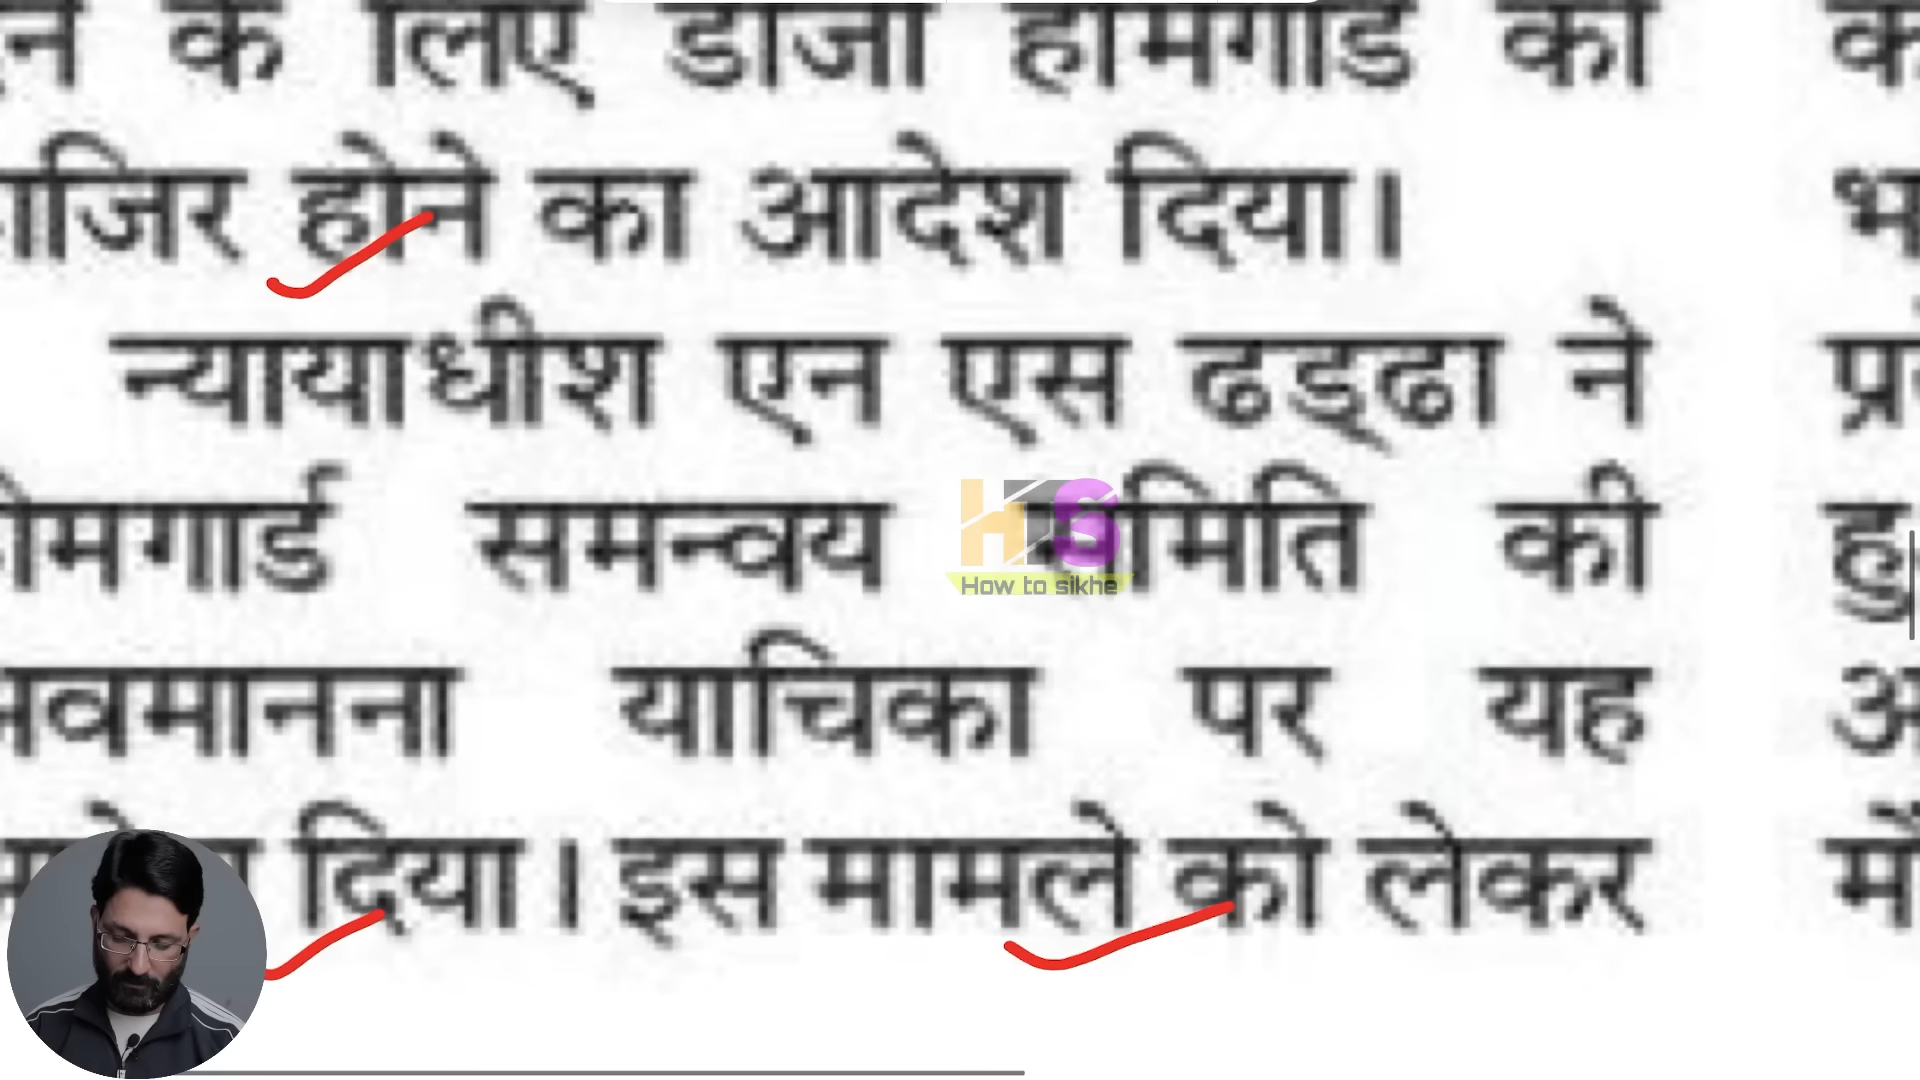 के लिए डीजी होमगार्ड को
हाजिर होने का आदेश दिया।
न्यायाधीश एन एस ढड्ढा ने
होमगार्ड समन्वय समिति की
अवमानना याचिका पर यह
दिया। इस मामले को लेकर
HTS
How to sikhe